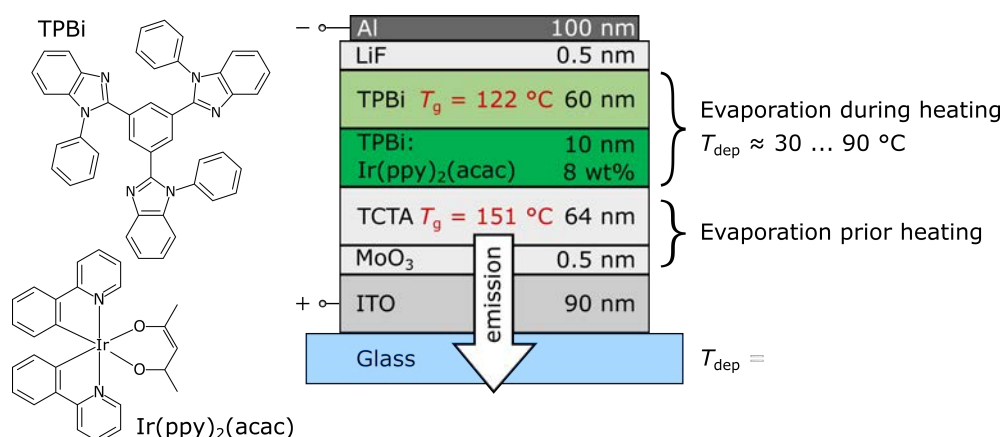 TPBi
N
N
N
N
N
N
N
Ir
O
O
N
Ir(ppy)₂(acac)
− Al 100 nm
LiF 0.5 nm
TPBi Tg = 122 °C 60 nm
TPBi: 10 nm
Ir(ppy)₂(acac) 8 wt%
TCTA Tg = 151 °C 64 nm
MoO₃ 0.5 nm
+ ITO 90 nm
Glass
emission
Evaporation during heating
Tdep ≈ 30 ... 90 °C
Evaporation prior heating
Tdep =